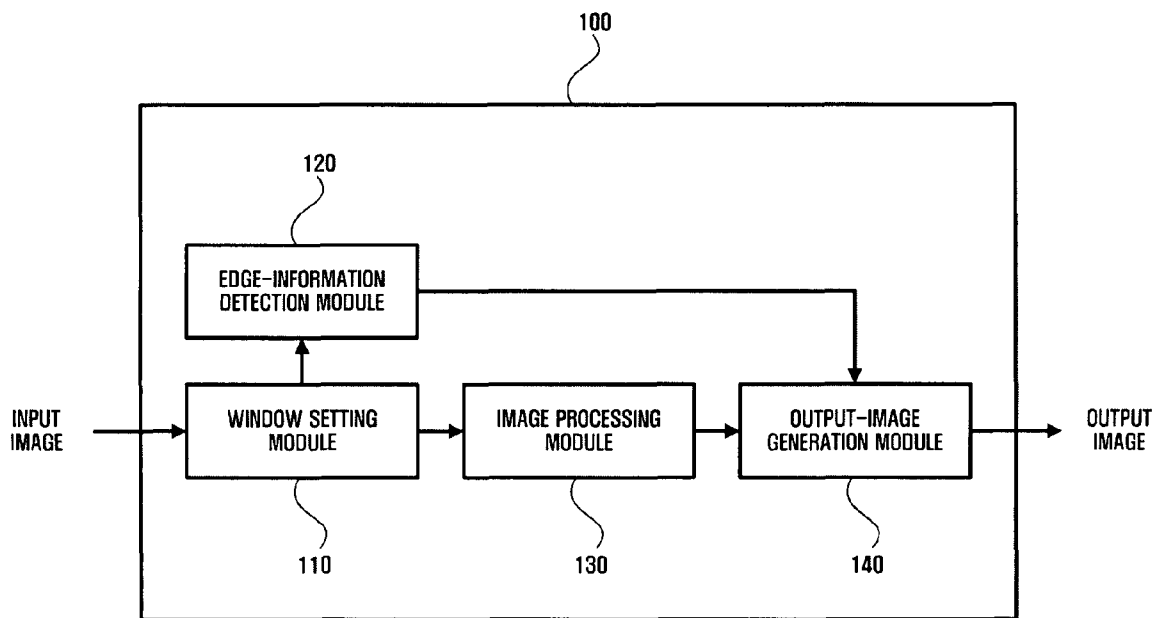 100
120
EDGE-INFORMATION
DETECTION MODULE
INPUT
IMAGE
WINDOW SETTING
MODULE
IMAGE PROCESSING
MODULE
OUTPUT-IMAGE
GENERATION MODULE
OUTPUT
IMAGE
110
130
140